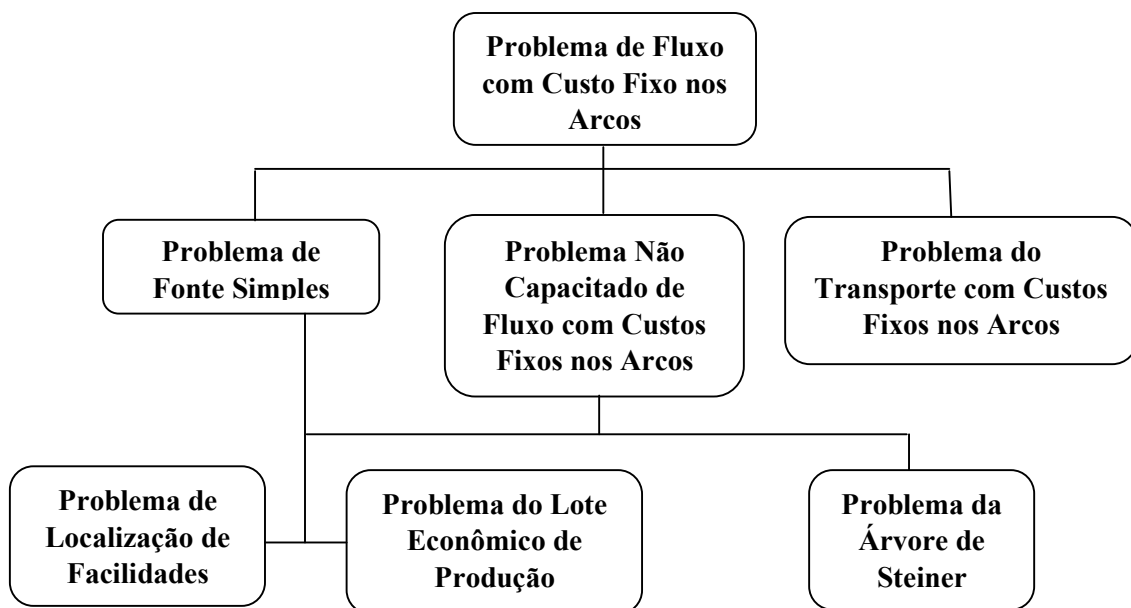 Problema de Fluxo
com Custo Fixo nos
Arcos
Problema de
Fonte Simples
Problema Não
Capacitado de
Fluxo com Custos
Fixos nos Arcos
Problema do
Transporte com Custos
Fixos nos Arcos
Problema de
Localização de
Facilidades
Problema do Lote
Econômico de
Produção
Problema da
Árvore de
Steiner